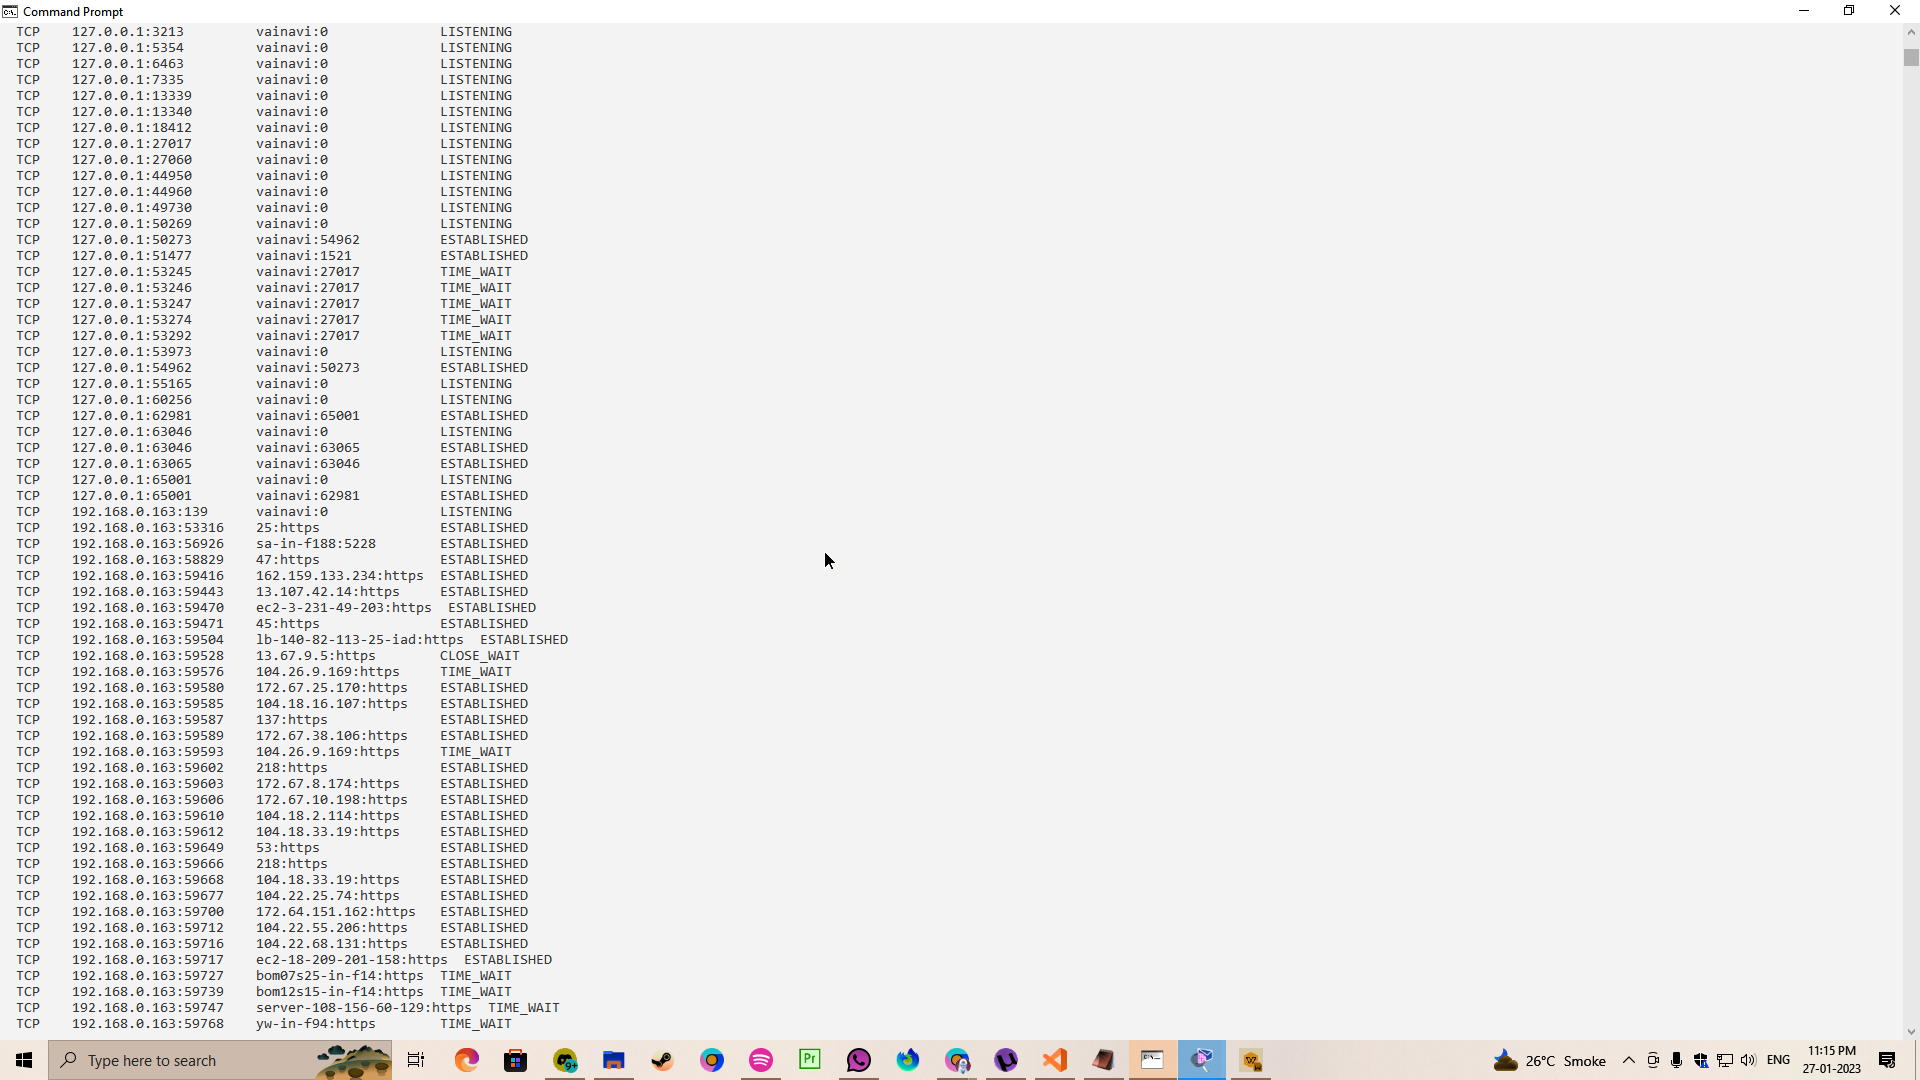 Command Prompt
TCP 127.0.0.1:3213 vainavi:0 LISTENING
TCP 127.0.0.1:5354 vainavi:0 LISTENING
TCP 127.0.0.1:6463 vainavi:0 LISTENING
TCP 127.0.0.1:7335 vainavi:0 LISTENING
TCP 127.0.0.1:13339 vainavi:0 LISTENING
TCP 127.0.0.1:13340 vainavi:0 LISTENING
TCP 127.0.0.1:18412 vainavi:0 LISTENING
TCP 127.0.0.1:27017 vainavi:0 LISTENING
TCP 127.0.0.1:27060 vainavi:0 LISTENING
TCP 127.0.0.1:44950 vainavi:0 LISTENING
TCP 127.0.0.1:44960 vainavi:0 LISTENING
TCP 127.0.0.1:49730 vainavi:0 LISTENING
TCP 127.0.0.1:50269 vainavi:0 LISTENING
TCP 127.0.0.1:50273 vainavi:54962 ESTABLISHED
TCP 127.0.0.1:51477 vainavi:1521 ESTABLISHED
TCP 127.0.0.1:53245 vainavi:27017 TIME_WAIT
TCP 127.0.0.1:53246 vainavi:27017 TIME_WAIT
TCP 127.0.0.1:53247 vainavi:27017 TIME_WAIT
TCP 127.0.0.1:53274 vainavi:27017 TIME_WAIT
TCP 127.0.0.1:53292 vainavi:27017 TIME_WAIT
TCP 127.0.0.1:53973 vainavi:0 LISTENING
TCP 127.0.0.1:54962 vainavi:50273 ESTABLISHED
TCP 127.0.0.1:55165 vainavi:0 LISTENING
TCP 127.0.0.1:60256 vainavi:0 LISTENING
TCP 127.0.0.1:62981 vainavi:65001 ESTABLISHED
TCP 127.0.0.1:63046 vainavi:0 LISTENING
TCP 127.0.0.1:63046 vainavi:63065 ESTABLISHED
TCP 127.0.0.1:63065 vainavi:63046 ESTABLISHED
TCP 127.0.0.1:65001 vainavi:0 LISTENING
TCP 127.0.0.1:65001 vainavi:62981 ESTABLISHED
TCP 192.168.0.163:139 vainavi:0 LISTENING
TCP 192.168.0.163:53316 25:https ESTABLISHED
TCP 192.168.0.163:56926 sa-in-f188:5228 ESTABLISHED
TCP 192.168.0.163:58829 47:https ESTABLISHED
TCP 192.168.0.163:59416 162.159.133.234:https ESTABLISHED
TCP 192.168.0.163:59443 13.107.42.14:https ESTABLISHED
TCP 192.168.0.163:59470 ec2-3-231-49-203:https ESTABLISHED
TCP 192.168.0.163:59471 45:https ESTABLISHED
TCP 192.168.0.163:59504 lb-140-82-113-25-iad:https ESTABLISHED
TCP 192.168.0.163:59528 13.67.9.5:https CLOSE_WAIT
TCP 192.168.0.163:59576 104.26.9.169:https TIME_WAIT
TCP 192.168.0.163:59580 172.67.25.170:https ESTABLISHED
TCP 192.168.0.163:59585 104.18.16.107:https ESTABLISHED
TCP 192.168.0.163:59587 137:https ESTABLISHED
TCP 192.168.0.163:59589 172.67.38.106:https ESTABLISHED
TCP 192.168.0.163:59593 104.26.9.169:https TIME_WAIT
TCP 192.168.0.163:59602 218:https ESTABLISHED
TCP 192.168.0.163:59603 172.67.8.174:https ESTABLISHED
TCP 192.168.0.163:59606 172.67.10.198:https ESTABLISHED
TCP 192.168.0.163:59610 104.18.2.114:https ESTABLISHED
TCP 192.168.0.163:59612 104.18.33.19:https ESTABLISHED
TCP 192.168.0.163:59649 53:https ESTABLISHED
TCP 192.168.0.163:59666 218:https ESTABLISHED
TCP 192.168.0.163:59668 104.18.33.19:https ESTABLISHED
TCP 192.168.0.163:59677 104.22.25.74:https ESTABLISHED
TCP 192.168.0.163:59700 172.64.151.162:https ESTABLISHED
TCP 192.168.0.163:59712 104.22.55.206:https ESTABLISHED
TCP 192.168.0.163:59716 104.22.68.131:https ESTABLISHED
TCP 192.168.0.163:59717 ec2-18-209-201-158:https ESTABLISHED
TCP 192.168.0.163:59727 bom07s25-in-f14:https TIME_WAIT
TCP 192.168.0.163:59739 bom12s15-in-f14:https TIME_WAIT
TCP 192.168.0.163:59747 server-108-156-60-129:https TIME_WAIT
TCP 192.168.0.163:59768 yw-in-f94:https TIME_WAIT
Type here to search
9+
Pr
26°C Smoke
ENG
11:15 PM
27-01-2023